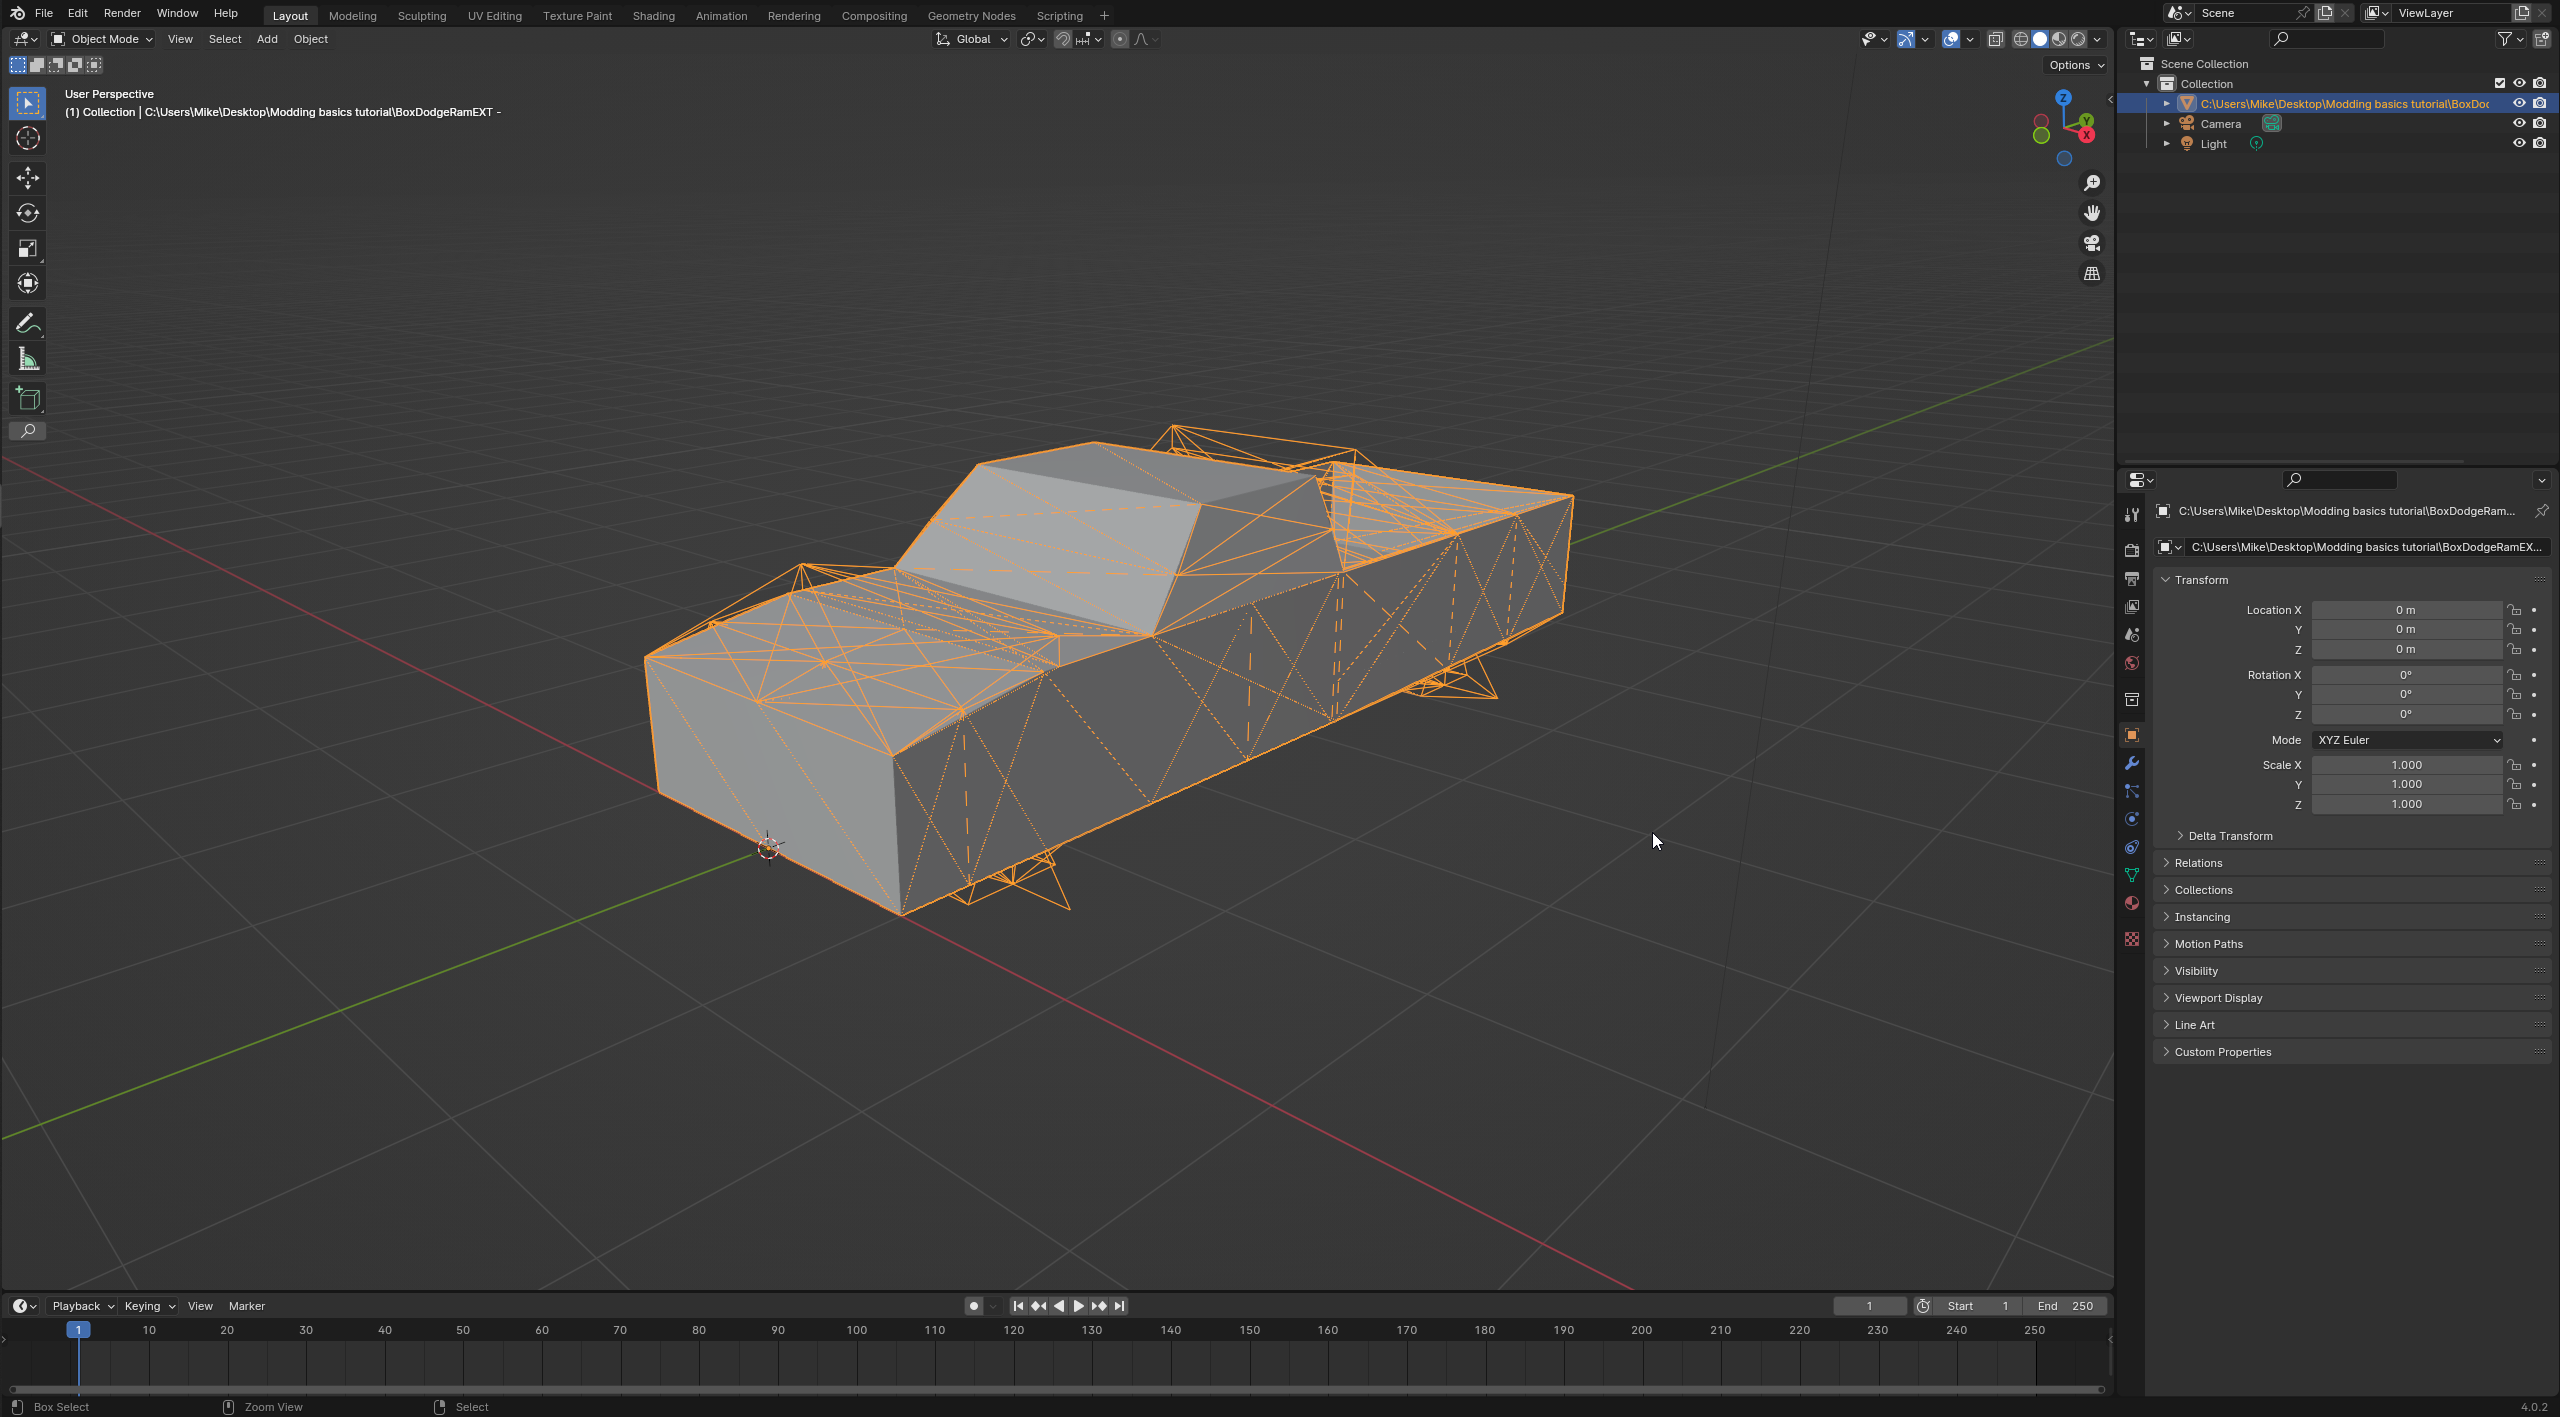 File Edit Render Window Help Layout Modeling Sculpting UV Editing Texture Paint Shading Animation Rendering Compositing Geometry Nodes Scripting + Scene ViewLayer
Object Mode View Select Add Object Global
Options
User Perspective
(1) Collection | C:\Users\Mike\Desktop\Modding basics tutorial\BoxDodgeRamEXT -
Z
Y
X
Scene Collection
Collection
C:\Users\Mike\Desktop\Modding basics tutorial\BoxDoc
Camera
Light
C:\Users\Mike\Desktop\Modding basics tutorial\BoxDodgeRam...
C:\Users\Mike\Desktop\Modding basics tutorial\BoxDodgeRamEX...
Transform
Location X 0 m
Y 0 m
Z 0 m
Rotation X 0°
Y 0°
Z 0°
Mode XYZ Euler
Scale X 1.000
Y 1.000
Z 1.000
Delta Transform
Relations
Collections
Instancing
Motion Paths
Visibility
Viewport Display
Line Art
Custom Properties
Playback Keying View Marker 1 Start 1 End 250
1 10 20 30 40 50 60 70 80 90 100 110 120 130 140 150 160 170 180 190 200 210 220 230 240 250
Box Select Zoom View Select 4.0.2